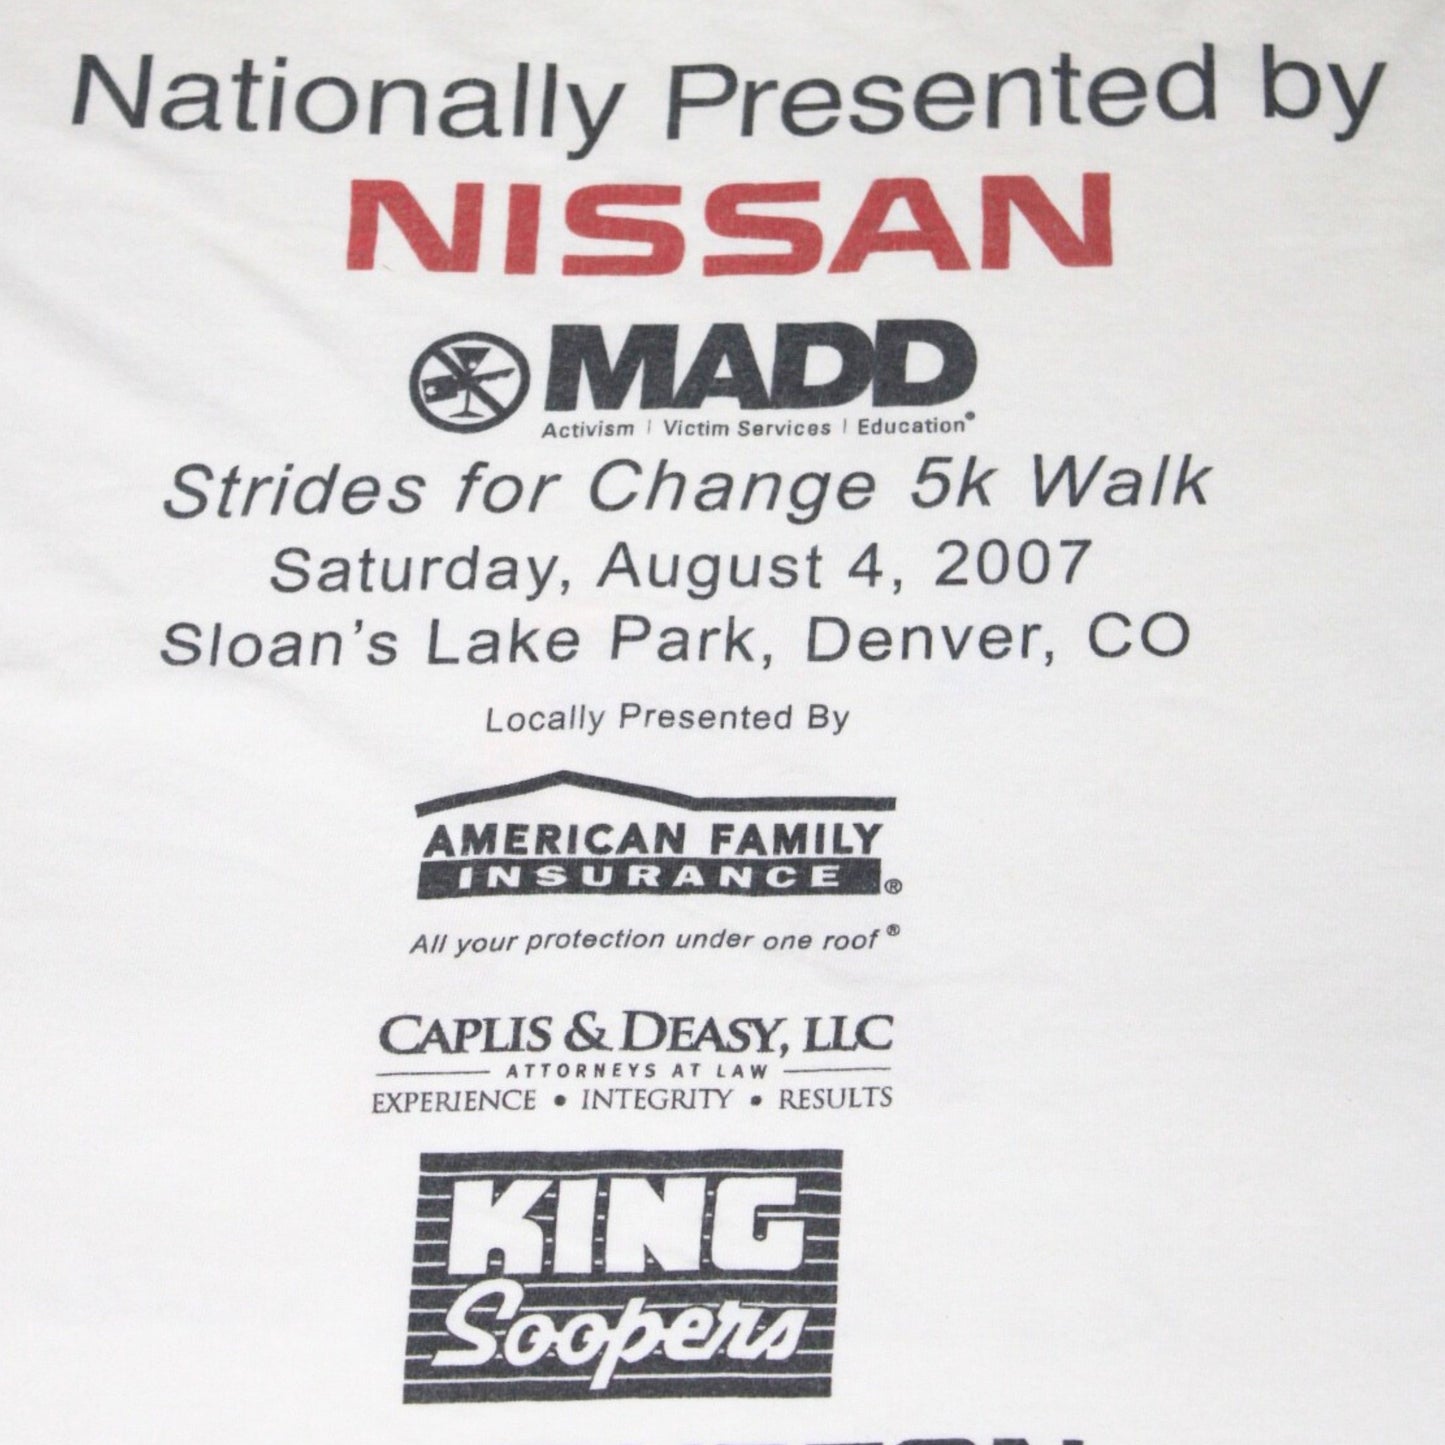 Nationally Presented by
NISSAN
MADD
Activism | Victim Services | Education®
Strides for Change 5k Walk
Saturday, August 4, 2007
Sloan's Lake Park, Denver, CO
Locally Presented By
AMERICAN FAMILY
INSURANCE ®
All your protection under one roof®
CAPLIS & DEASY, LLC
ATTORNEYS AT LAW
EXPERIENCE • INTEGRITY • RESULTS
KING
Soopers